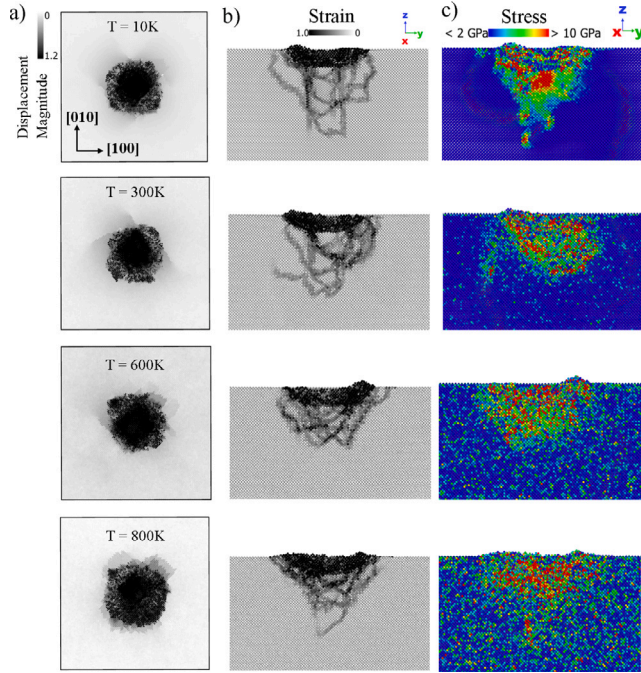 a)
b)
c)
Strain
Stress
z
y
x
1.0
0
z
x
y
< 2 GPa
> 10 GPa
0
1.2
Displacement
Magnitude
T = 10K
[010]
[100]
T = 300K
T = 600K
T = 800K